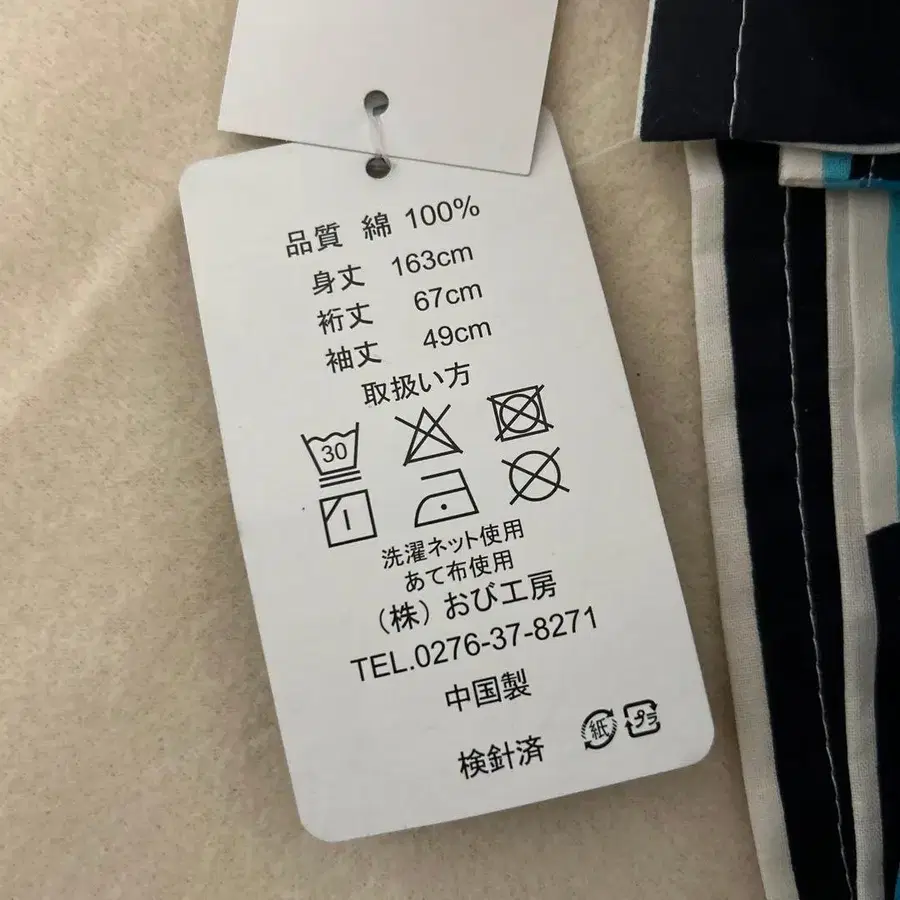 品質 綿 100%
身丈 163cm
裄丈 67cm
袖丈 49cm
取扱い方
30
洗濯ネット使用
あて布使用
(株) おび工房
TEL.0276-37-8271
中国製
検針済
紙 プラ